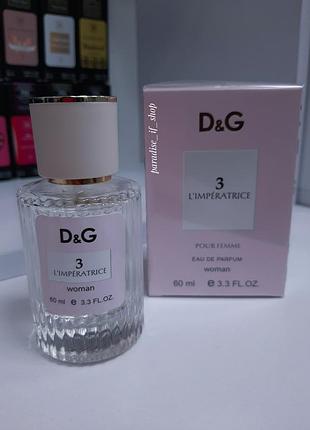 paradise_if_shop
D&G
3
L'IMPÉRATRICE
woman
60 ml e 3.3 FL.OZ.
D&G
3
L'IMPÉRATRICE
POUR FEMME
EAU DE PARFUM
woman
60 ml e 3.3 FL.OZ.